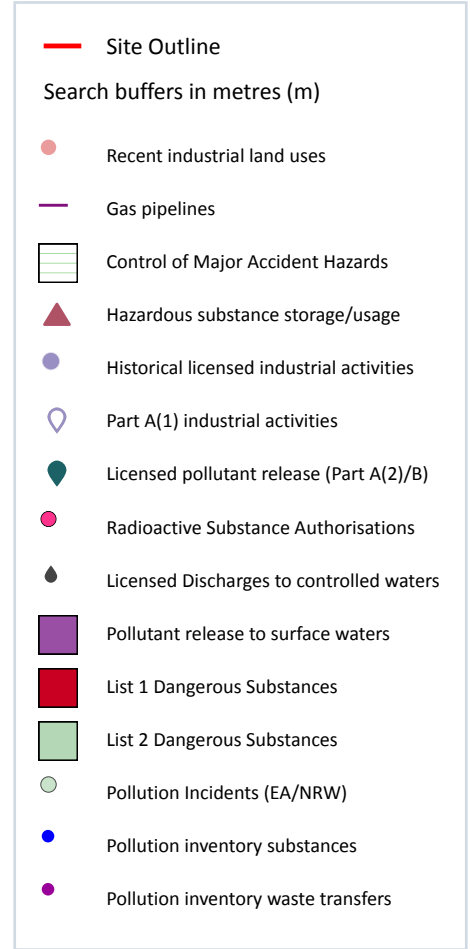 Site Outline
Search buffers in metres (m)
Recent industrial land uses
Gas pipelines
Control of Major Accident Hazards
Hazardous substance storage/usage
Historical licensed industrial activities
Part A(1) industrial activities
Licensed pollutant release (Part A(2)/B)
Radioactive Substance Authorisations
Licensed Discharges to controlled waters
Pollutant release to surface waters
List 1 Dangerous Substances
List 2 Dangerous Substances
Pollution Incidents (EA/NRW)
Pollution inventory substances
Pollution inventory waste transfers